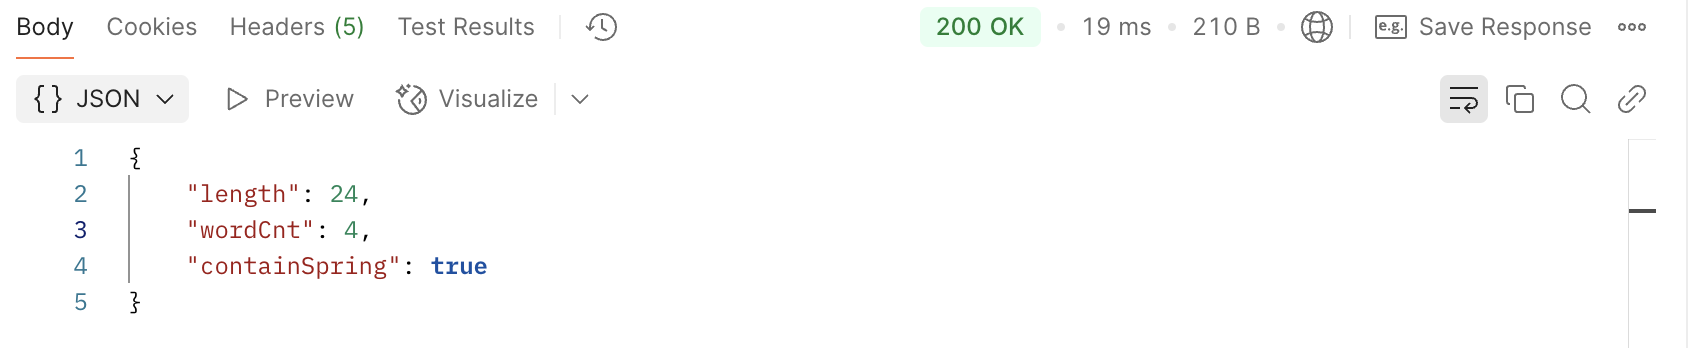 Body Cookies Headers (5) Test Results 200 OK • 19 ms • 210 B • e.g. Save Response
{} JSON Preview Visualize
1 {
2 "length": 24,
3 "wordCnt": 4,
4 "containSpring": true
5 }